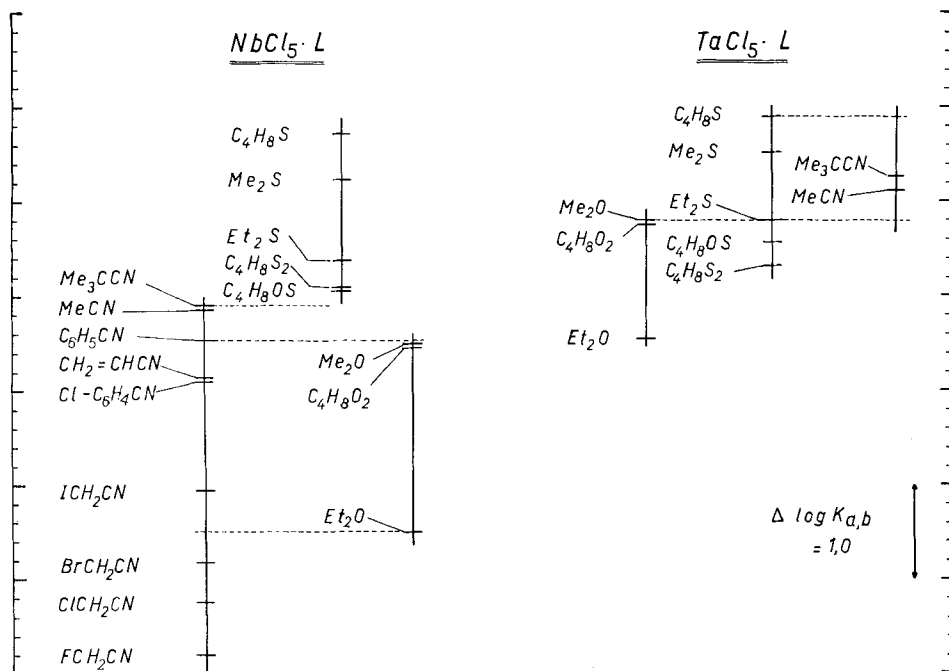 NbCl₅· L
TaCl₅· L
C₄H₈S
Me₂S
Et₂S
C₄H₈S₂
C₄H₈OS
Me₃CCN
MeCN
C₆H₅CN
CH₂=CHCN
Cl-C₆H₄CN
ICH₂CN
BrCH₂CN
ClCH₂CN
FCH₂CN
Me₂O
C₄H₈O₂
Et₂O
Me₂O
C₄H₈O₂
Et₂O
C₄H₈S
Me₂S
Et₂S
C₄H₈OS
C₄H₈S₂
Me₃CCN
MeCN
Δ log Kₐ,b
= 1,0